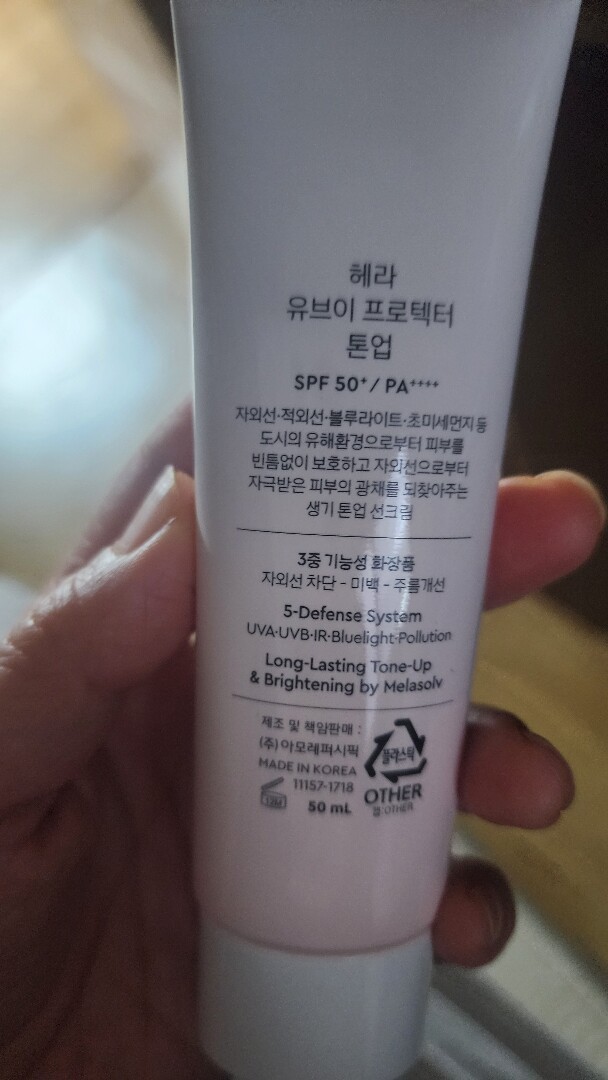 헤라
유브이 프로텍터
톤업
SPF 50⁺ / PA⁺⁺⁺⁺
자외선·적외선·블루라이트·초미세먼지 등
도시의 유해환경으로부터 피부를
빈틈없이 보호하고 자외선으로부터
자극받은 피부의 광채를 되찾아주는
생기 톤업 선크림
3중 기능성 화장품
자외선 차단 - 미백 - 주름개선
5-Defense System
UVA·UVB·IR·Bluelight·Pollution
Long-Lasting Tone-Up
& Brightening by Melasolv
제조 및 책임판매 :
(주)아모레퍼시픽
MADE IN KOREA
11157-1718
12M
50 mL
플라스틱
OTHER
캡:OTHER